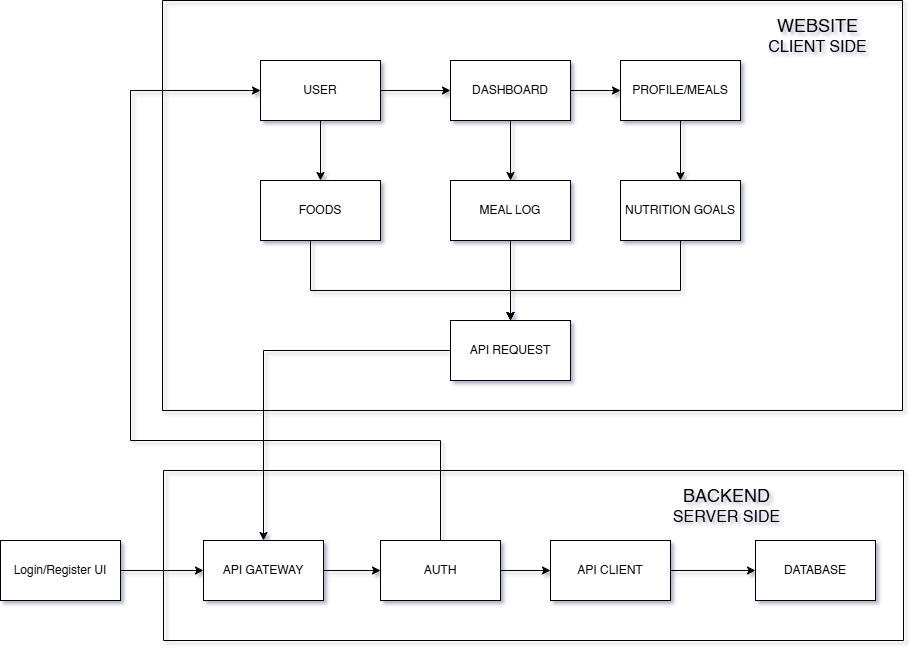 WEBSITE
CLIENT SIDE
USER
DASHBOARD
PROFILE/MEALS
FOODS
MEAL LOG
NUTRITION GOALS
API REQUEST
BACKEND
SERVER SIDE
Login/Register UI
API GATEWAY
AUTH
API CLIENT
DATABASE